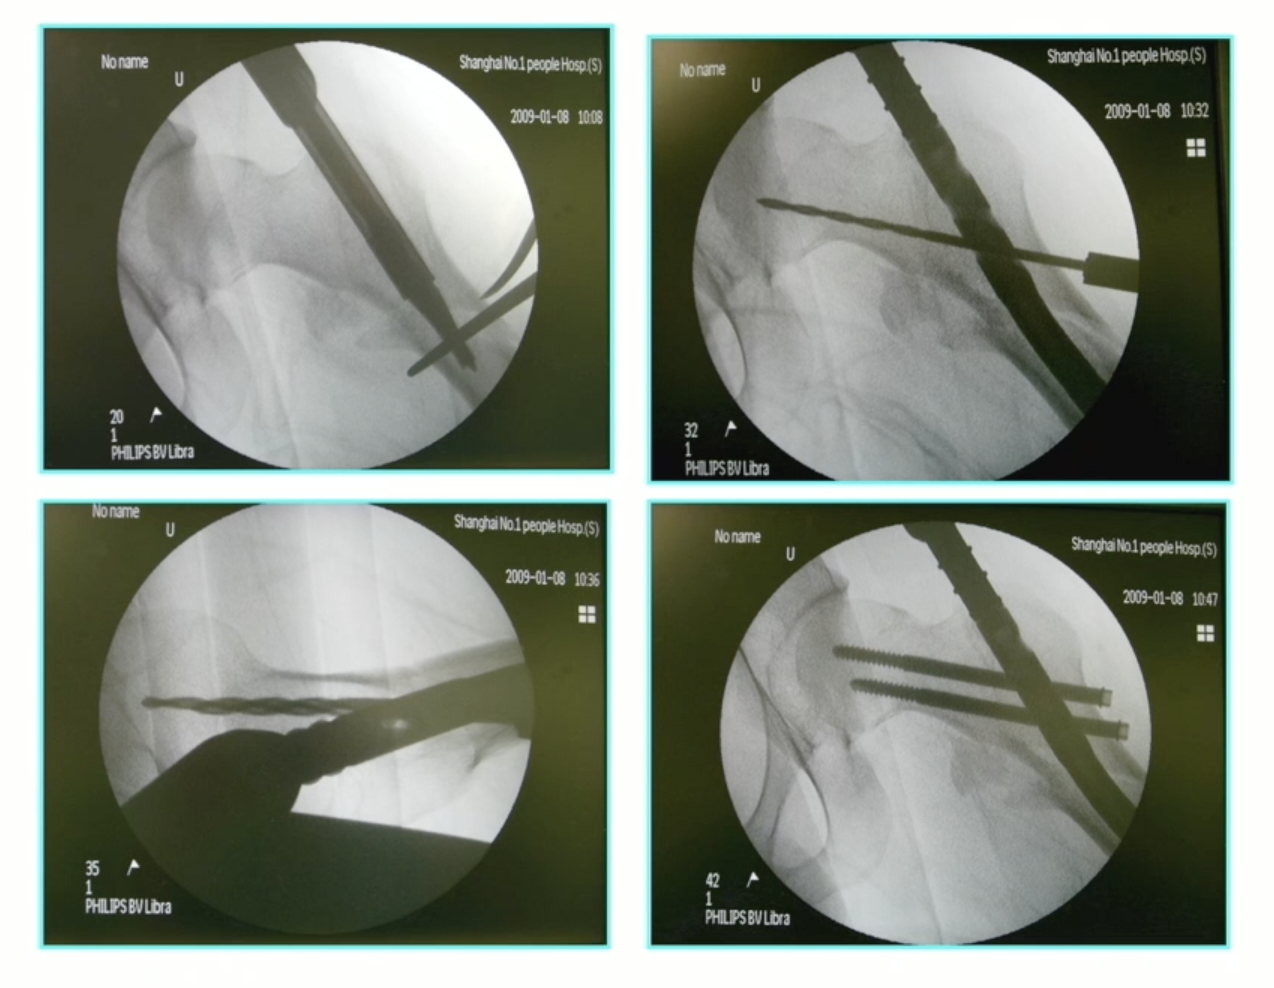 No name
U
Shanghai No.1 people Hosp.(S)
2009-01-08 10:08
20
1
PHILIPS BV Libra
No name
U
Shanghai No.1 people Hosp.(S)
2009-01-08 10:32
32
1
PHILIPS BV Libra
No name
U
Shanghai No.1 people Hosp.(S)
2009-01-08 10:36
35
1
PHILIPS BV Libra
No name
U
Shanghai No.1 people Hosp.(S)
2009-01-08 10:47
42
1
PHILIPS BV Libra